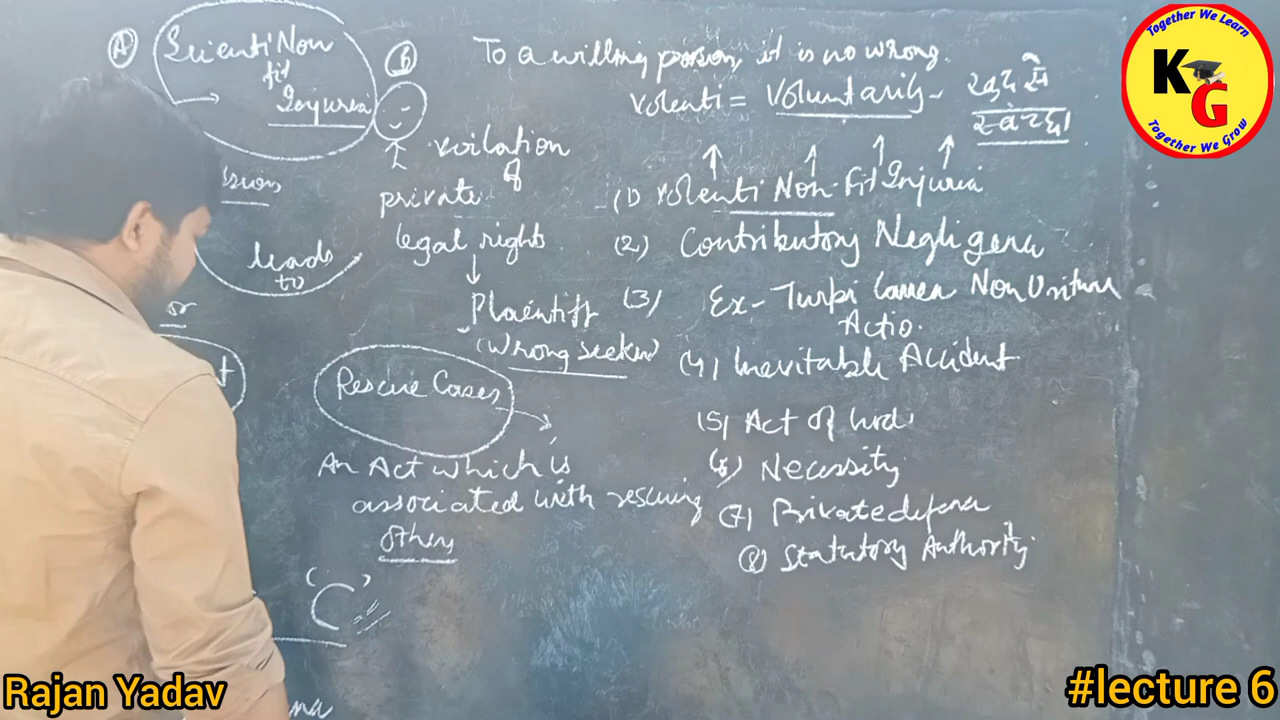 A
Scienti Non
fit
Injuria
B
To a willing person, it is no wrong.
Volenti = Voluntarily -
violation
of
private
legal rights
Plaintiff
(wrong seeker)
leads
to
or
Rescue Cases
An Act which is
associated with rescuing
others
"C"
(1) Volenti Non-Fit Injuria
(2) Contributory Negligence
(3) Ex-Turpi Causa Non Oritur
Actio.
(4) Inevitable Accident
(5) Act of God
(6) Necessity
(7) Private defence
(8) Statutory Authority
Together We Learn
KG
Together We Grow
Rajan Yadav
#lecture 6